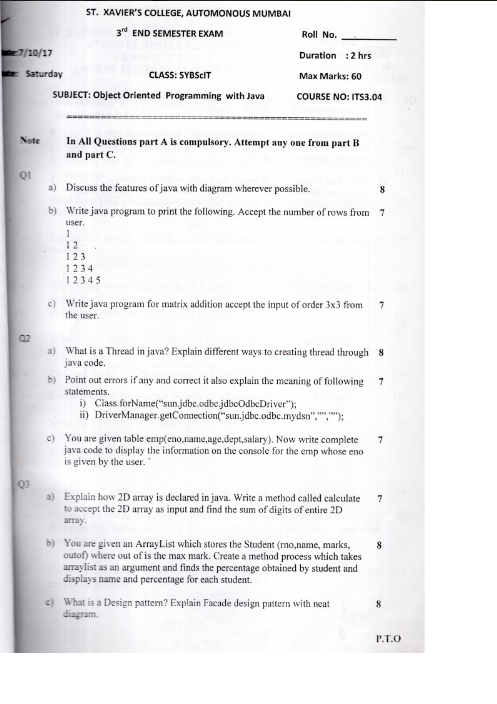 ST. XAVIER'S COLLEGE, AUTOMONOUS MUMBAI
3rd END SEMESTER EXAM Roll No. ________
7/10/17 Duration : 2 hrs
Saturday CLASS: SYBScIT Max Marks: 60
SUBJECT: Object Oriented Programming with Java COURSE NO: ITS3.04
Note In All Questions part A is compulsory. Attempt any one from part B
and part C.
Q1
a) Discuss the features of java with diagram wherever possible. 8
b) Write java program to print the following. Accept the number of rows from 7
user.
1
1 2
1 2 3
1 2 3 4
1 2 3 4 5
c) Write java program for matrix addition accept the input of order 3x3 from 7
the user.
Q2
a) What is a Thread in java? Explain different ways to creating thread through 8
java code.
b) Point out errors if any and correct it also explain the meaning of following 7
statements.
i) Class.forName("sun.jdbc.odbc.jdbcOdbcDriver");
ii) DriverManager.getConnection("sun.jdbc.odbc.mydsn","","");
c) You are given table emp(eno,name,age,dept,salary). Now write complete 7
java code to display the information on the console for the emp whose eno
is given by the user.
Q3
a) Explain how 2D array is declared in java. Write a method called calculate 7
to accept the 2D array as input and find the sum of digits of entire 2D
array.
b) You are given an ArrayList which stores the Student (rno,name, marks, 8
outof) where out of is the max mark. Create a method process which takes
arraylist as an argument and finds the percentage obtained by student and
displays name and percentage for each student.
c) What is a Design pattern? Explain Facade design pattern with neat 8
diagram.
P.T.O